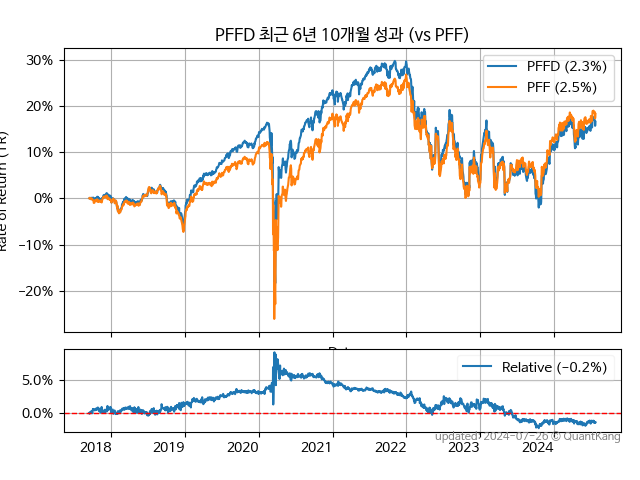 PFFD 최근 6년 10개월 성과 (vs PFF)
30%
20%
10%
0%
−10%
−20%
Rate of Return (TR)
PFFD (2.3%)
PFF (2.5%)
5.0%
0.0%
Relative (−0.2%)
2018 2019 2020 2021 2022 2023 2024
updated: 2024-07-26 © QuantKang